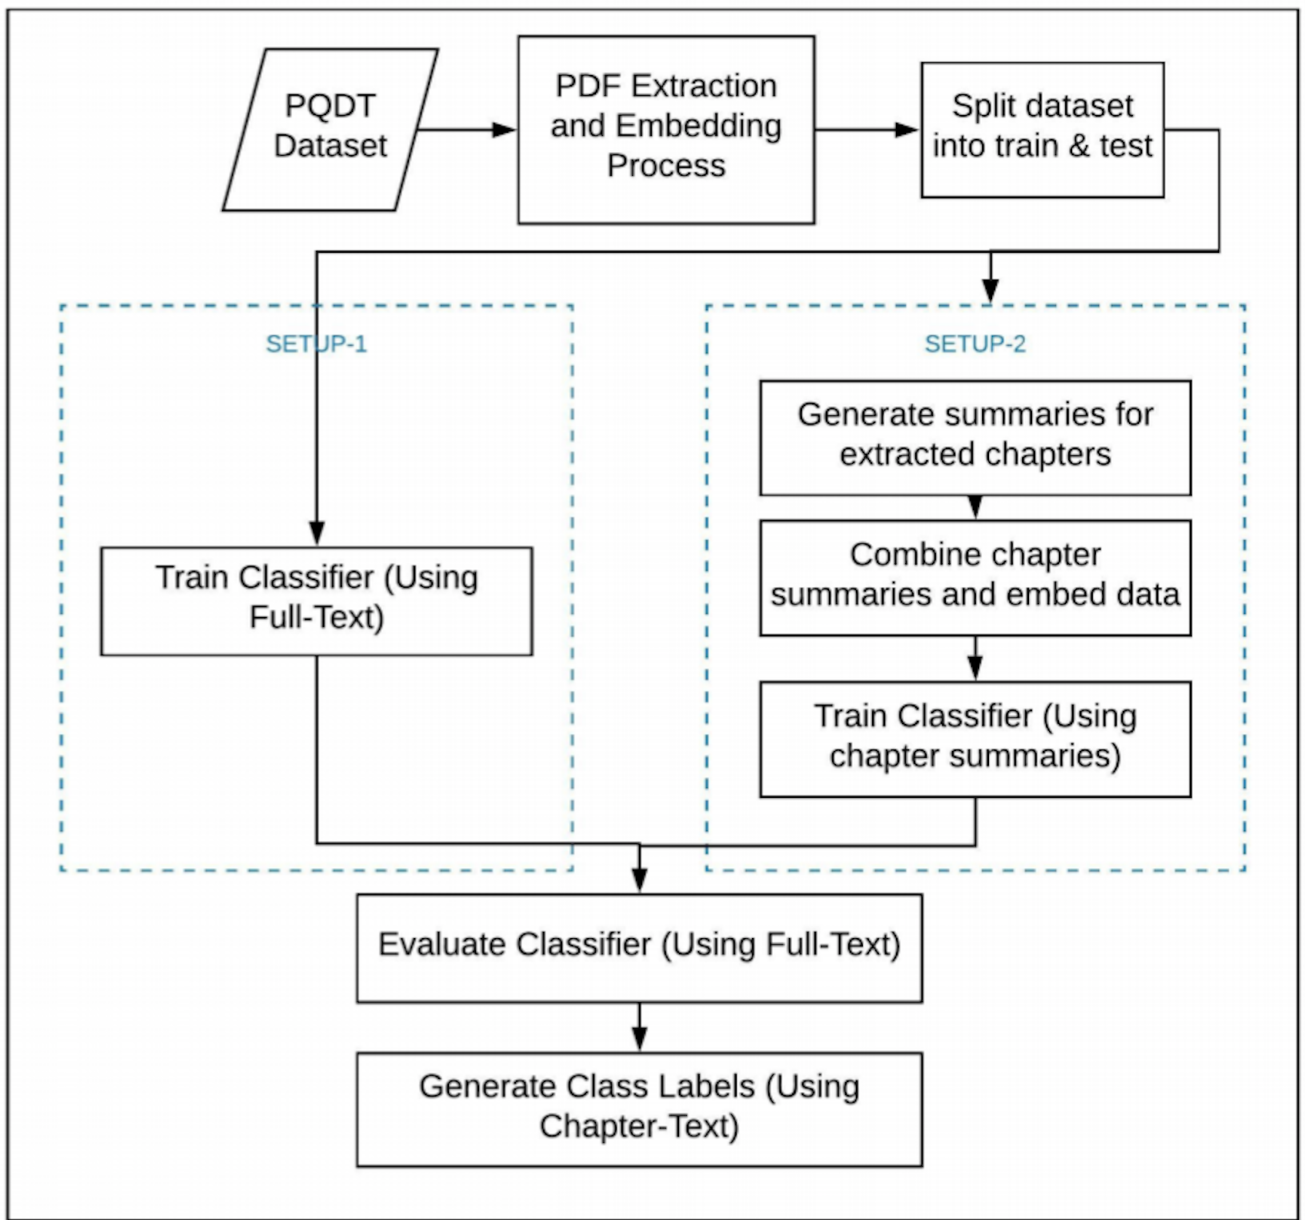 PQDT
Dataset
PDF Extraction
and Embedding
Process
Split dataset
into train & test
SETUP-1
Train Classifier (Using
Full-Text)
SETUP-2
Generate summaries for
extracted chapters
Combine chapter
summaries and embed data
Train Classifier (Using
chapter summaries)
Evaluate Classifier (Using Full-Text)
Generate Class Labels (Using
Chapter-Text)